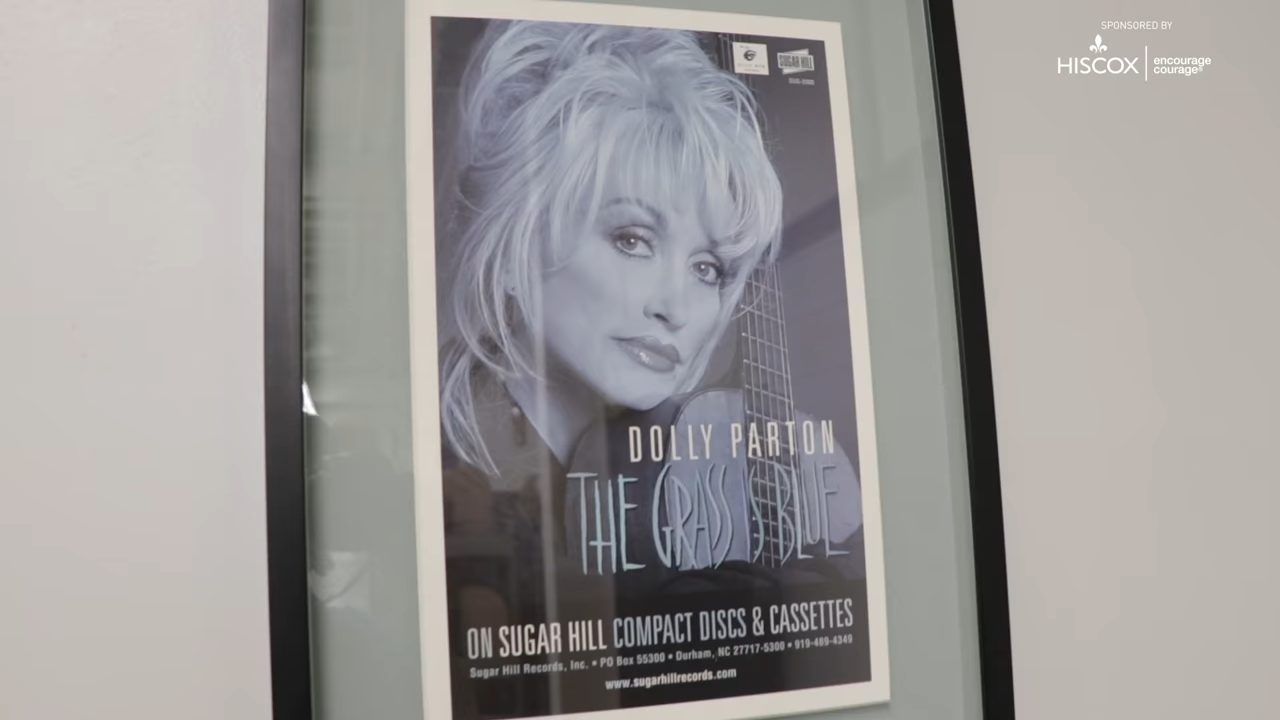 SPONSORED BY
HISCOX
encourage
courage®
SUGAR HILL
DOLLY PARTON
THE GRASS IS BLUE
ON SUGAR HILL COMPACT DISCS & CASSETTES
Sugar Hill Records, Inc. • PO Box 55300 • Durham, NC 27717-5300 • 919-489-4349
www.sugarhillrecords.com